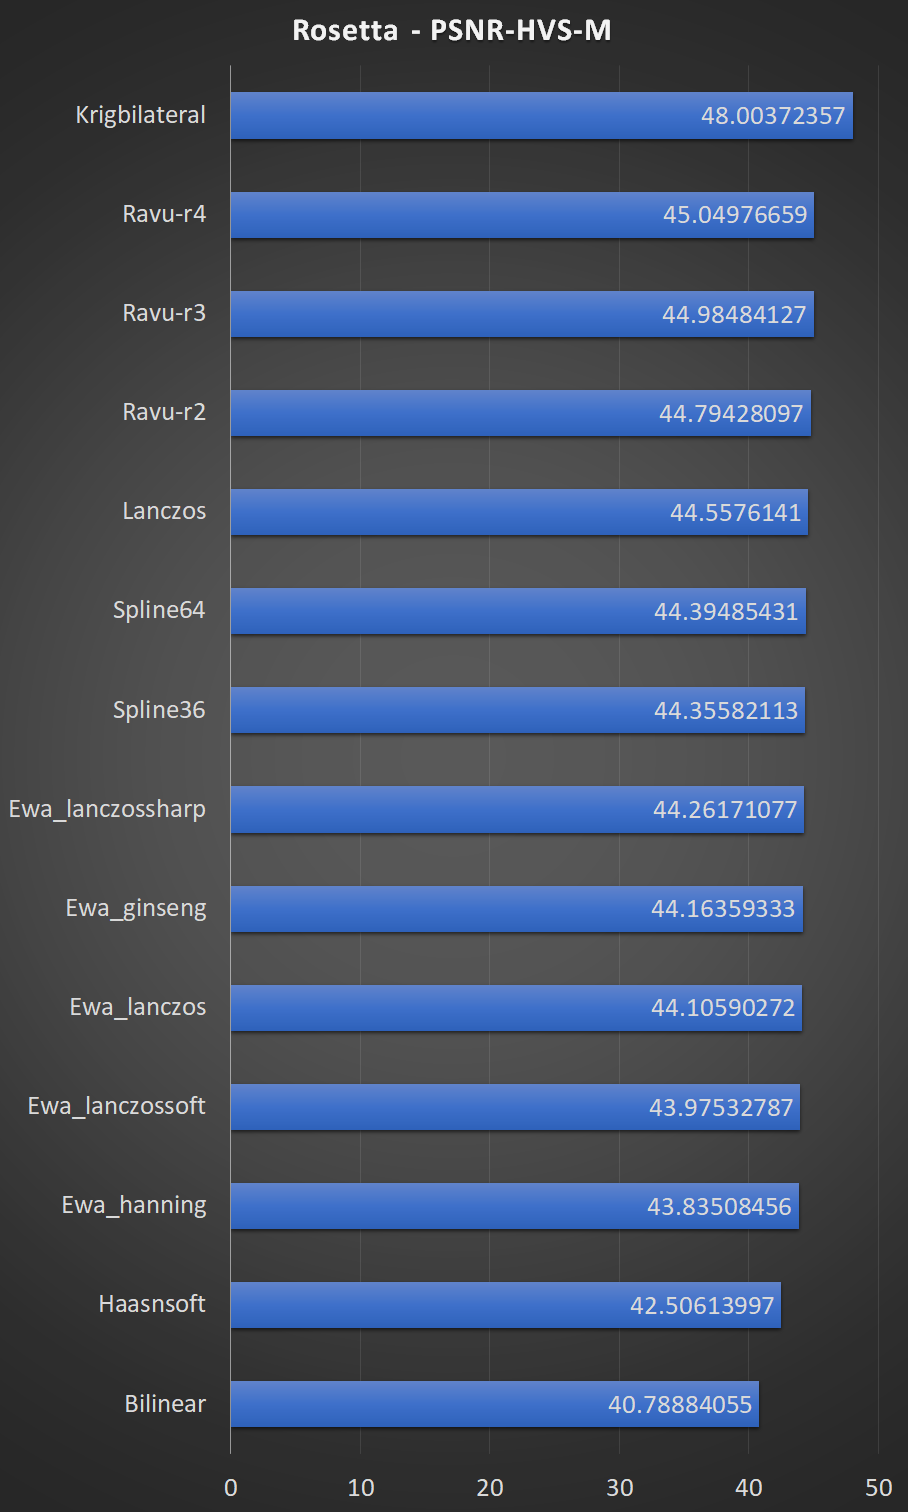 Rosetta - PSNR-HVS-M
Krigbilateral 48.00372357
Ravu-r4 45.04976659
Ravu-r3 44.98484127
Ravu-r2 44.79428097
Lanczos 44.5576141
Spline64 44.39485431
Spline36 44.35582113
Ewa_lanczossharp 44.26171077
Ewa_ginseng 44.16359333
Ewa_lanczos 44.10590272
Ewa_lanczossoft 43.97532787
Ewa_hanning 43.83508456
Haasnsoft 42.50613997
Bilinear 40.78884055
0 10 20 30 40 50